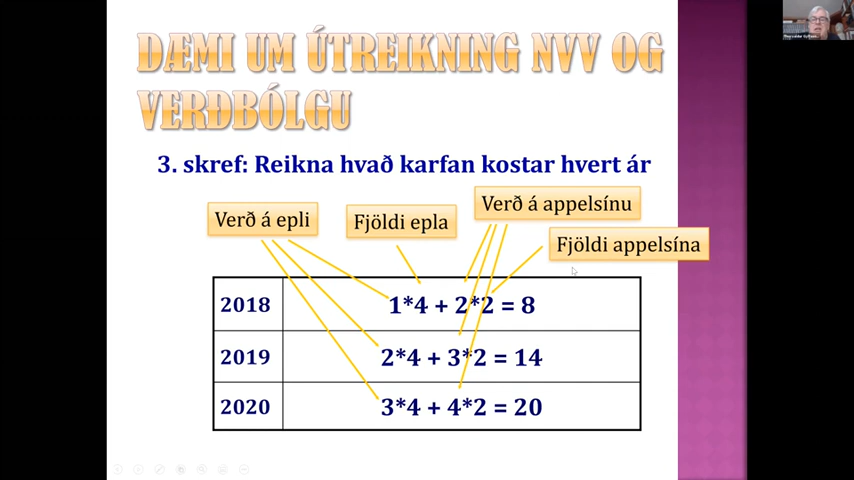 DÆMI UM ÚTREIKNING NVV OG
VERÐBÓLGU
3. skref: Reikna hvað karfan kostar hvert ár
Verð á epli
Fjöldi epla
Verð á appelsínu
Fjöldi appelsína
2018 1*4 + 2*2 = 8
2019 2*4 + 3*2 = 14
2020 3*4 + 4*2 = 20